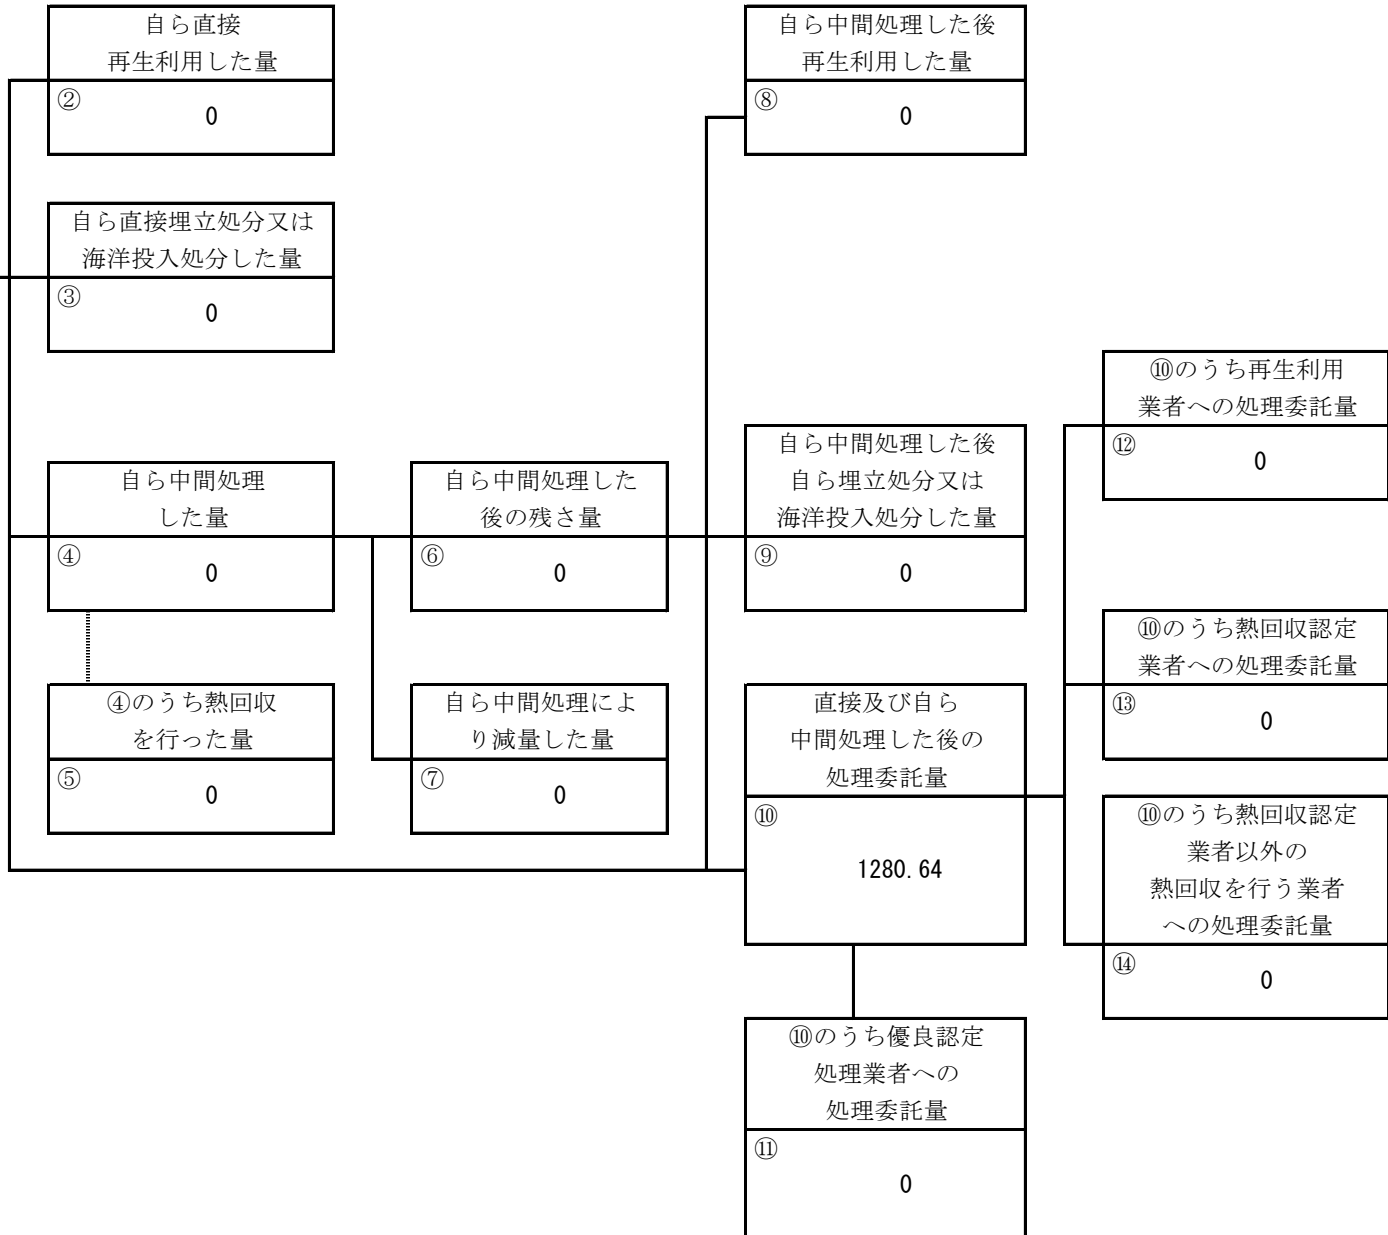 自ら直接
再生利用した量
②
0
自ら中間処理した後
再生利用した量
⑧
0
自ら直接埋立処分又は
海洋投入処分した量
③
0
⑩のうち再生利用
業者への処理委託量
⑫
0
自ら中間処理
した量
④
0
自ら中間処理した
後の残さ量
⑥
0
自ら中間処理した後
自ら埋立処分又は
海洋投入処分した量
⑨
0
⑩のうち熱回収認定
業者への処理委託量
⑬
0
④のうち熱回収
を行った量
⑤
0
自ら中間処理によ
り減量した量
⑦
0
直接及び自ら
中間処理した後の
処理委託量
⑩
1280.64
⑩のうち熱回収認定
業者以外の
熱回収を行う業者
への処理委託量
⑭
0
⑩のうち優良認定
処理業者への
処理委託量
⑪
0